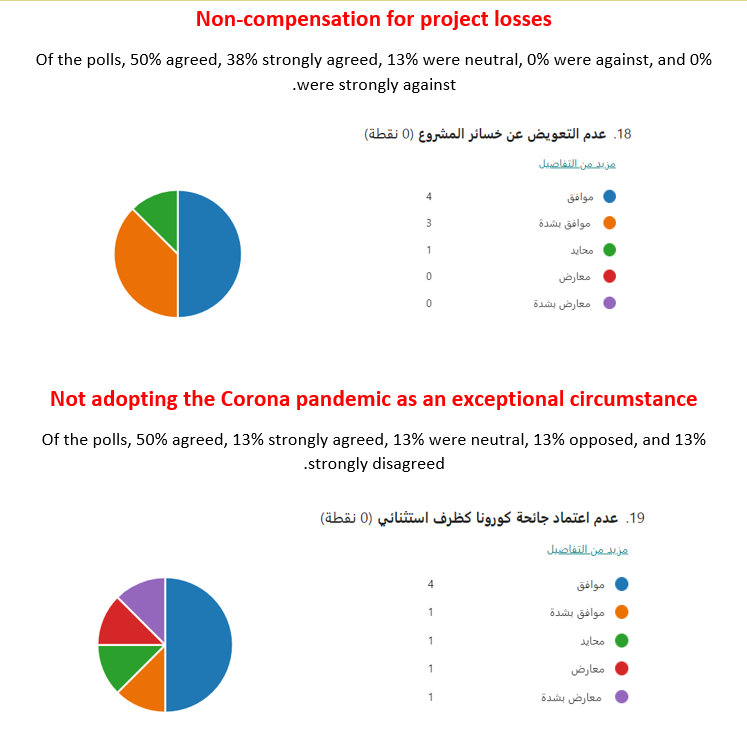 Non-compensation for project losses
Of the polls, 50% agreed, 38% strongly agreed, 13% were neutral, 0% were against, and 0%
.were strongly against
18. عدم التعويض عن خسائر المشروع (0 نقطة)
مزيد من التفاصيل
موافق 4
موافق بشدة 3
محايد 1
معارض 0
معارض بشدة 0
Not adopting the Corona pandemic as an exceptional circumstance
Of the polls, 50% agreed, 13% strongly agreed, 13% were neutral, 13% opposed, and 13%
.strongly disagreed
19. عدم اعتماد جائحة كورونا كظرف استثنائي (0 نقطة)
مزيد من التفاصيل
موافق 4
موافق بشدة 1
محايد 1
معارض 1
معارض بشدة 1